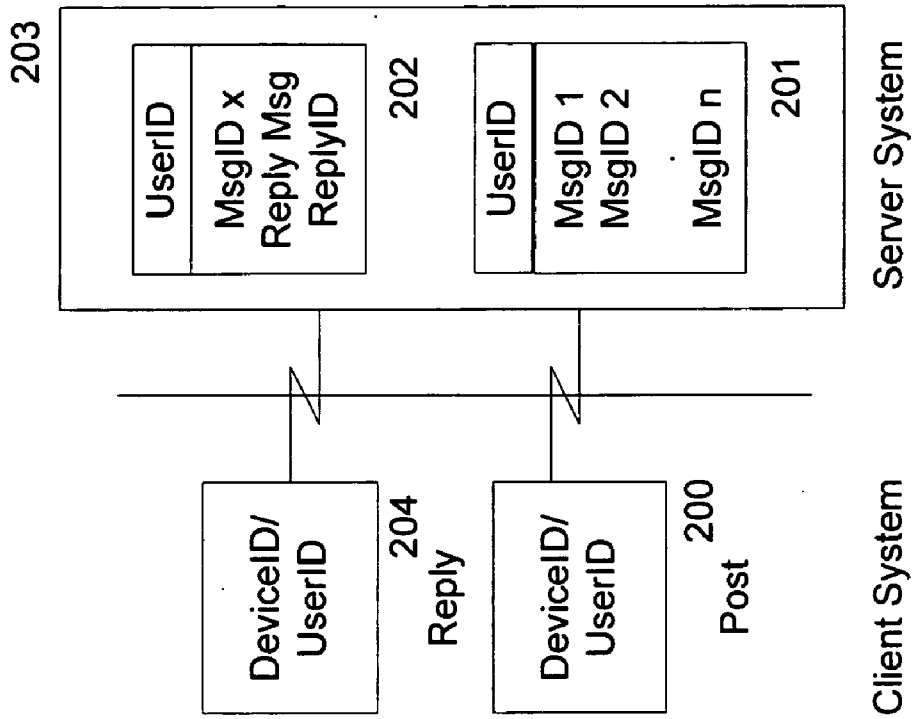 203
UserID
MsgID x
Reply Msg
ReplyID
202
UserID
MsgID 1
MsgID 2
MsgID n
201
Server System
DeviceID/
UserID
204
Reply
DeviceID/
UserID
200
Post
Client System